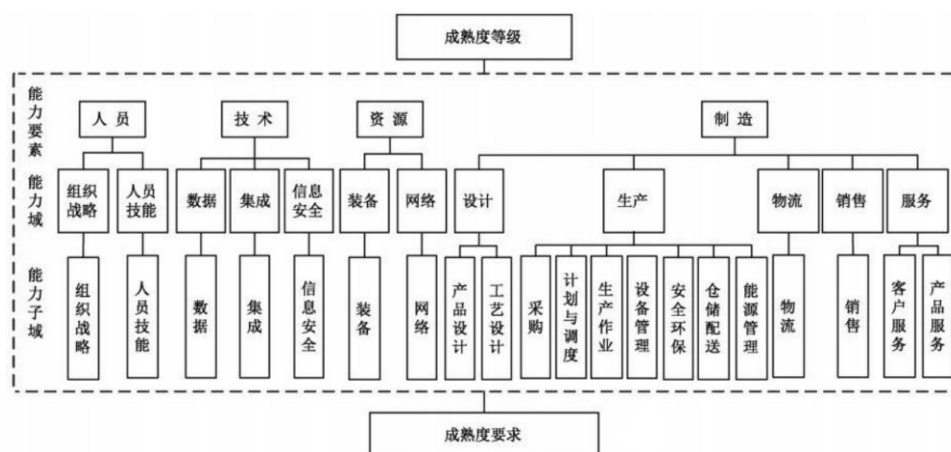 成熟度等级
能力要素
人 员
技 术
资 源
制 造
能力域
组织
战略
人员
技能
数据
集成
信息
安全
装备
网络
设计
生产
物流
销售
服务
能力子域
组织战略
人员技能
数据
集成
信息安全
装备
网络
产品设计
工艺设计
采购
计划与调度
生产作业
设备管理
安全环保
仓储配送
能源管理
物流
销售
客户服务
产品服务
成熟度要求